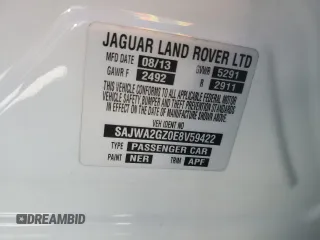 JAGUAR LAND ROVER LTD
MFD DATE 08/13 GVWR 5291
GAWR F 2492 R 2911
THIS VEHICLE CONFORMS TO ALL APPLICABLE FEDERAL MOTOR
VEHICLE SAFETY BUMPER AND THEFT PREVENTION STANDARDS
IN EFFECT ON THE DATE OF MANUFACTURE SHOWN ABOVE.
VEH IDENT SAJWA2GZ0E8V59422
TYPE PASSENGER CAR
PAINT NER TRIM APF
©DREAMBID